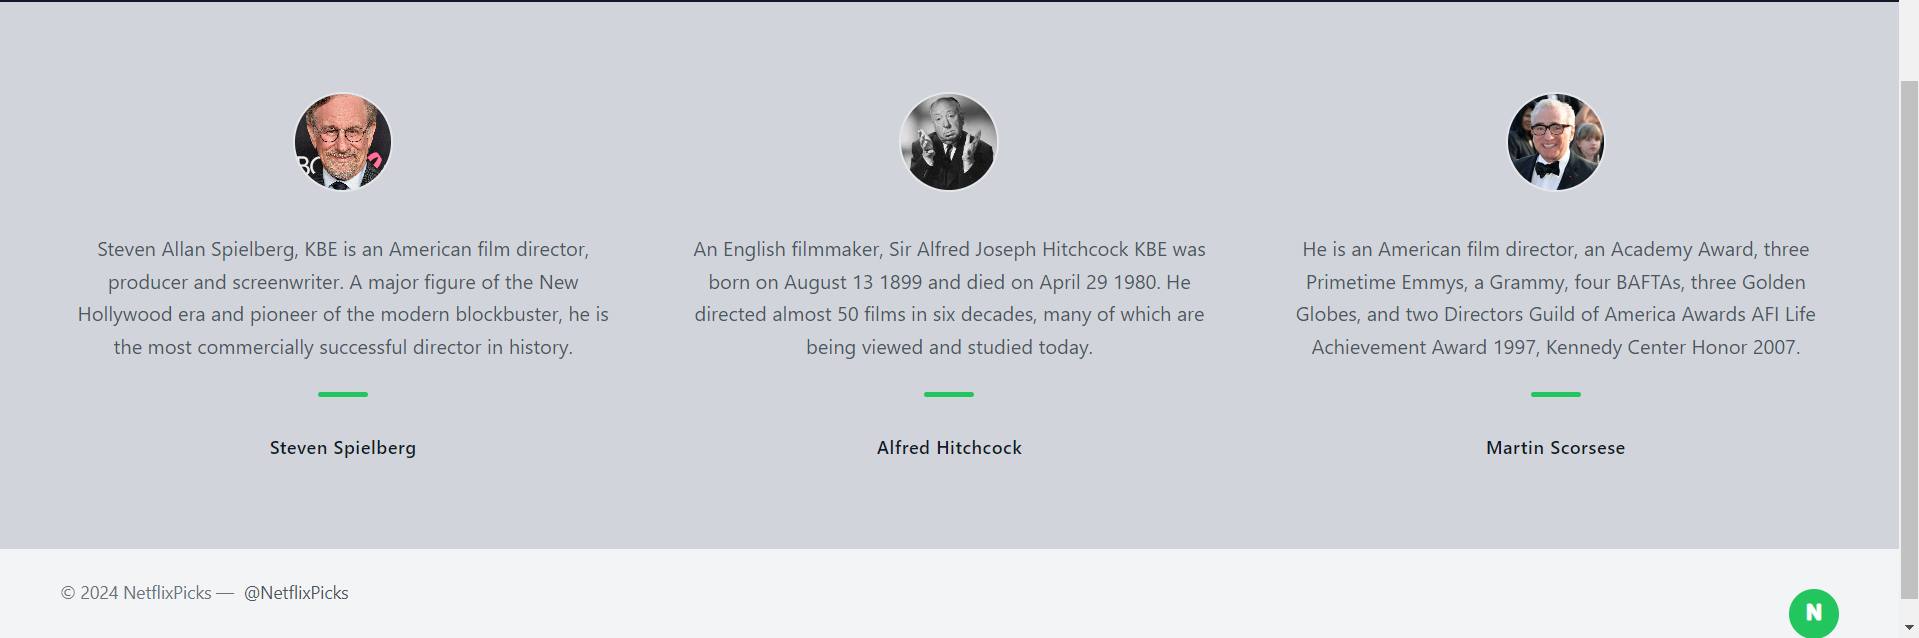 Steven Allan Spielberg, KBE is an American film director,
producer and screenwriter. A major figure of the New
Hollywood era and pioneer of the modern blockbuster, he is
the most commercially successful director in history.
Steven Spielberg
An English filmmaker, Sir Alfred Joseph Hitchcock KBE was
born on August 13 1899 and died on April 29 1980. He
directed almost 50 films in six decades, many of which are
being viewed and studied today.
Alfred Hitchcock
He is an American film director, an Academy Award, three
Primetime Emmys, a Grammy, four BAFTAs, three Golden
Globes, and two Directors Guild of America Awards AFI Life
Achievement Award 1997, Kennedy Center Honor 2007.
Martin Scorsese
© 2024 NetflixPicks — @NetflixPicks
N